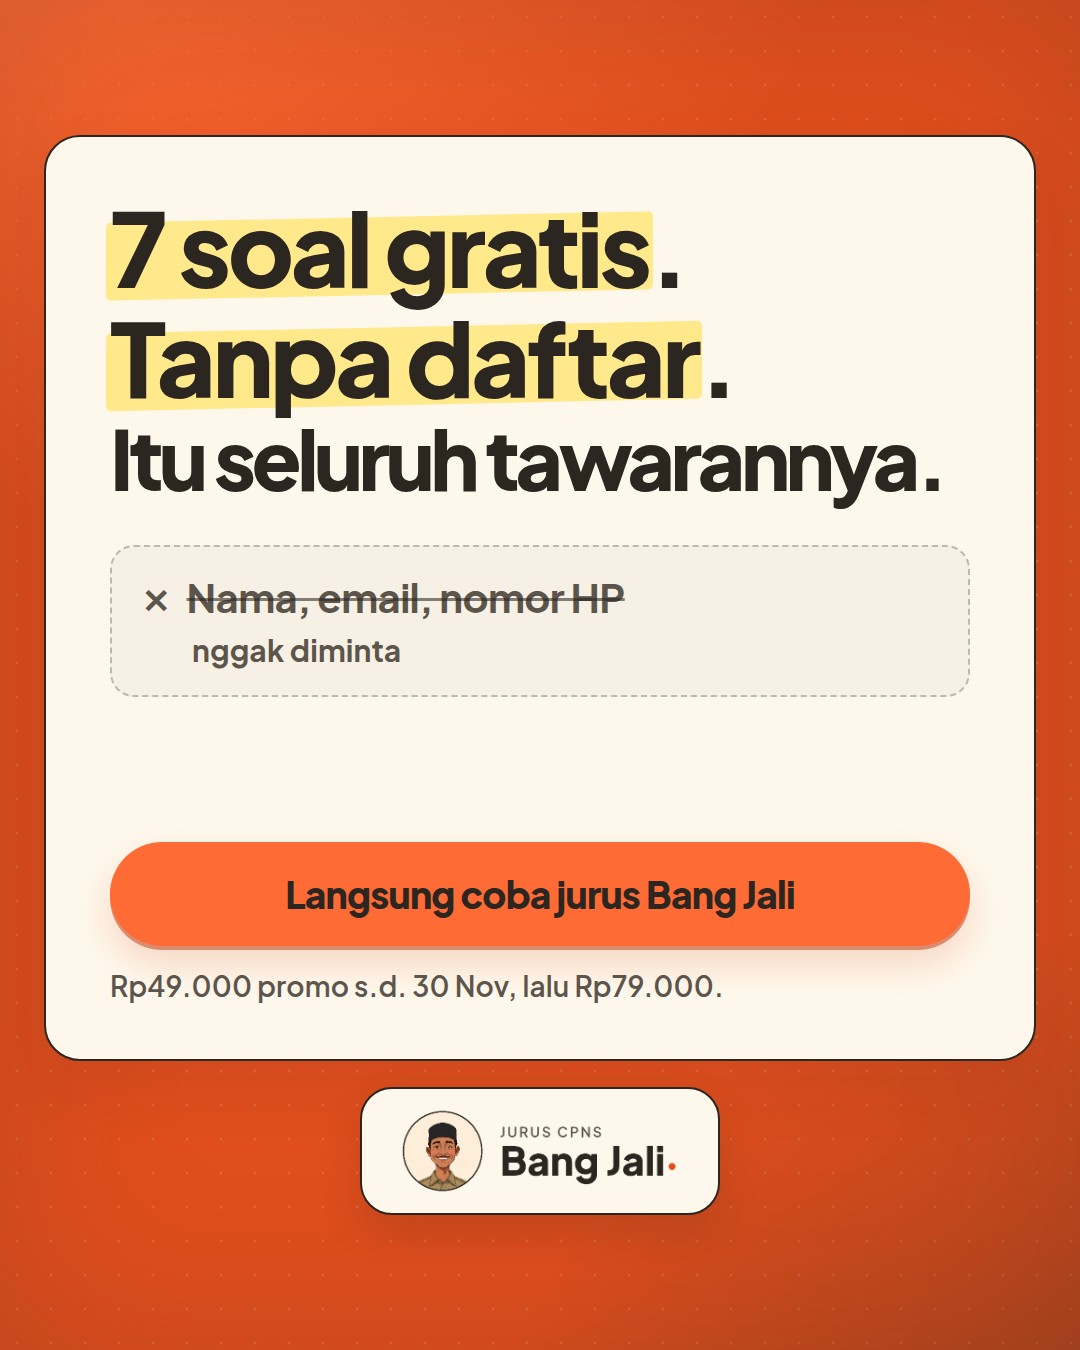 7 soal gratis.
Tanpa daftar.
Itu seluruh tawarannya.
× Nama, email, nomor HP
nggak diminta
Langsung coba jurus Bang Jali
Rp49.000 promo s.d. 30 Nov, lalu Rp79.000.
JURUS CPNS
Bang Jali